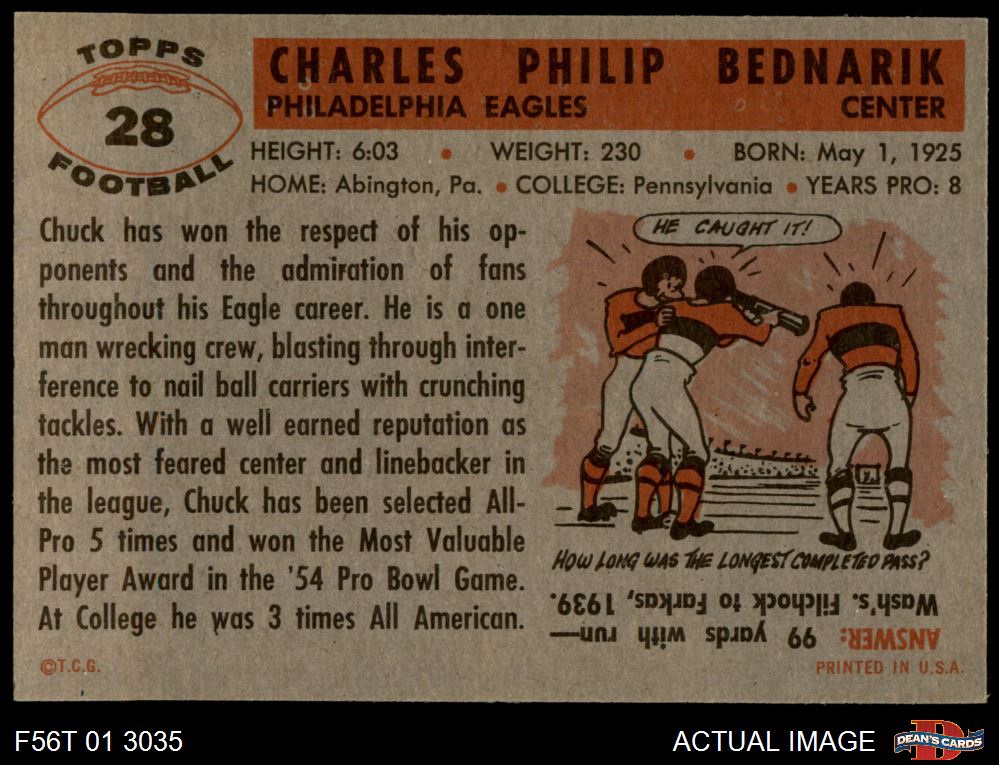 TOPPS
28
FOOTBALL
CHARLES PHILIP BEDNARIK
PHILADELPHIA EAGLES CENTER
HEIGHT: 6:03 • WEIGHT: 230 • BORN: May 1, 1925
HOME: Abington, Pa. • COLLEGE: Pennsylvania • YEARS PRO: 8
Chuck has won the respect of his op-
ponents and the admiration of fans
throughout his Eagle career. He is a one
man wrecking crew, blasting through inter-
ference to nail ball carriers with crunching
tackles. With a well earned reputation as
the most feared center and linebacker in
the league, Chuck has been selected All-
Pro 5 times and won the Most Valuable
Player Award in the '54 Pro Bowl Game.
At College he was 3 times All American.
©T.C.G.
HE CAUGHT IT!
HOW LONG WAS THE LONGEST COMPLETED PASS?
ANSWER: 99 yards with run—
Wash's. Filchock to Farkas, 1939.
PRINTED IN U.S.A.
F56T 01 3035
ACTUAL IMAGE
D
DEAN'S CARDS